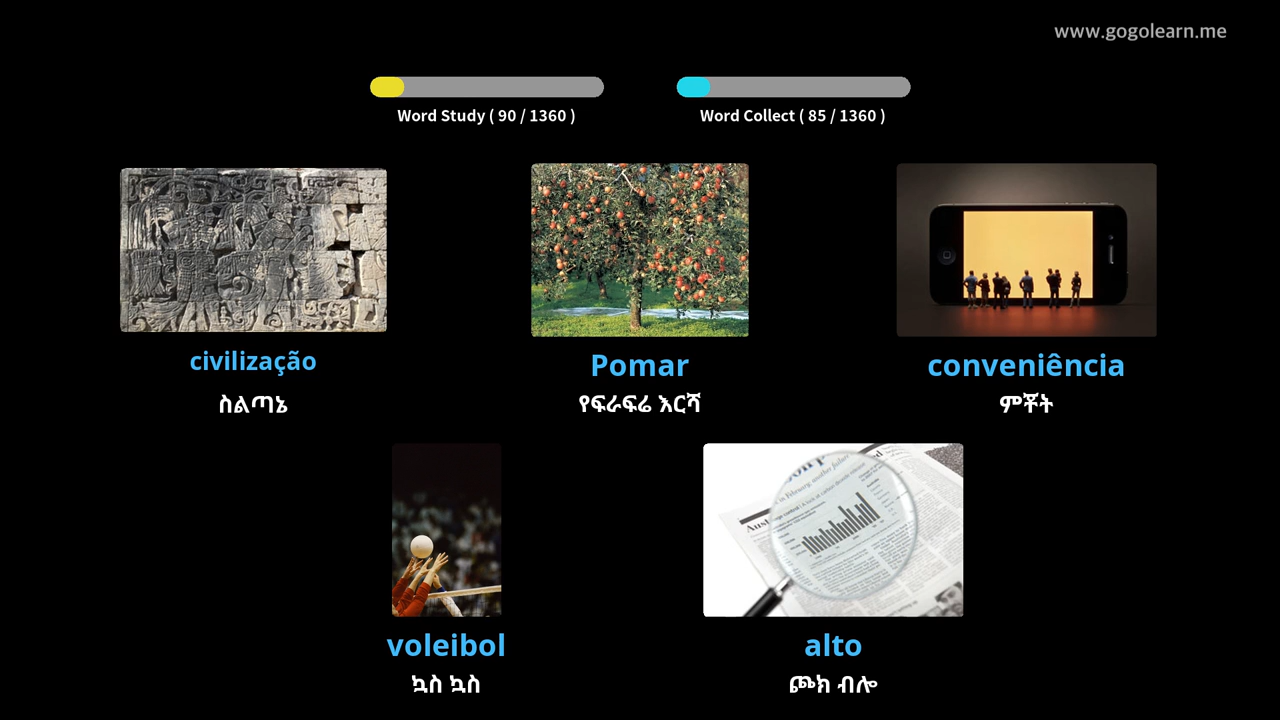 www.gogolearn.me
Word Study ( 90 / 1360 )
Word Collect ( 85 / 1360 )
civilização
Pomar
conveniência
ስልጣኔ
የፍራፍሬ እርሻ
ምቾት
voleibol
alto
ኳስ ኳስ
ጮክ ብሎ